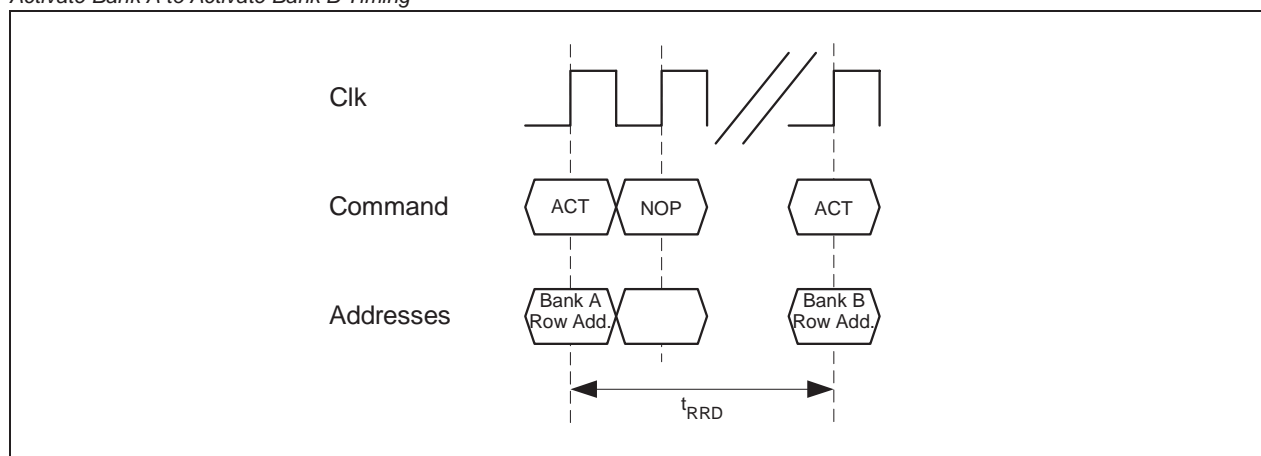 Activate Bank A to Activate Bank B Timing
Clk
Command
ACT
NOP
ACT
Addresses
Bank A
Row Add.
Bank B
Row Add.
tRRD